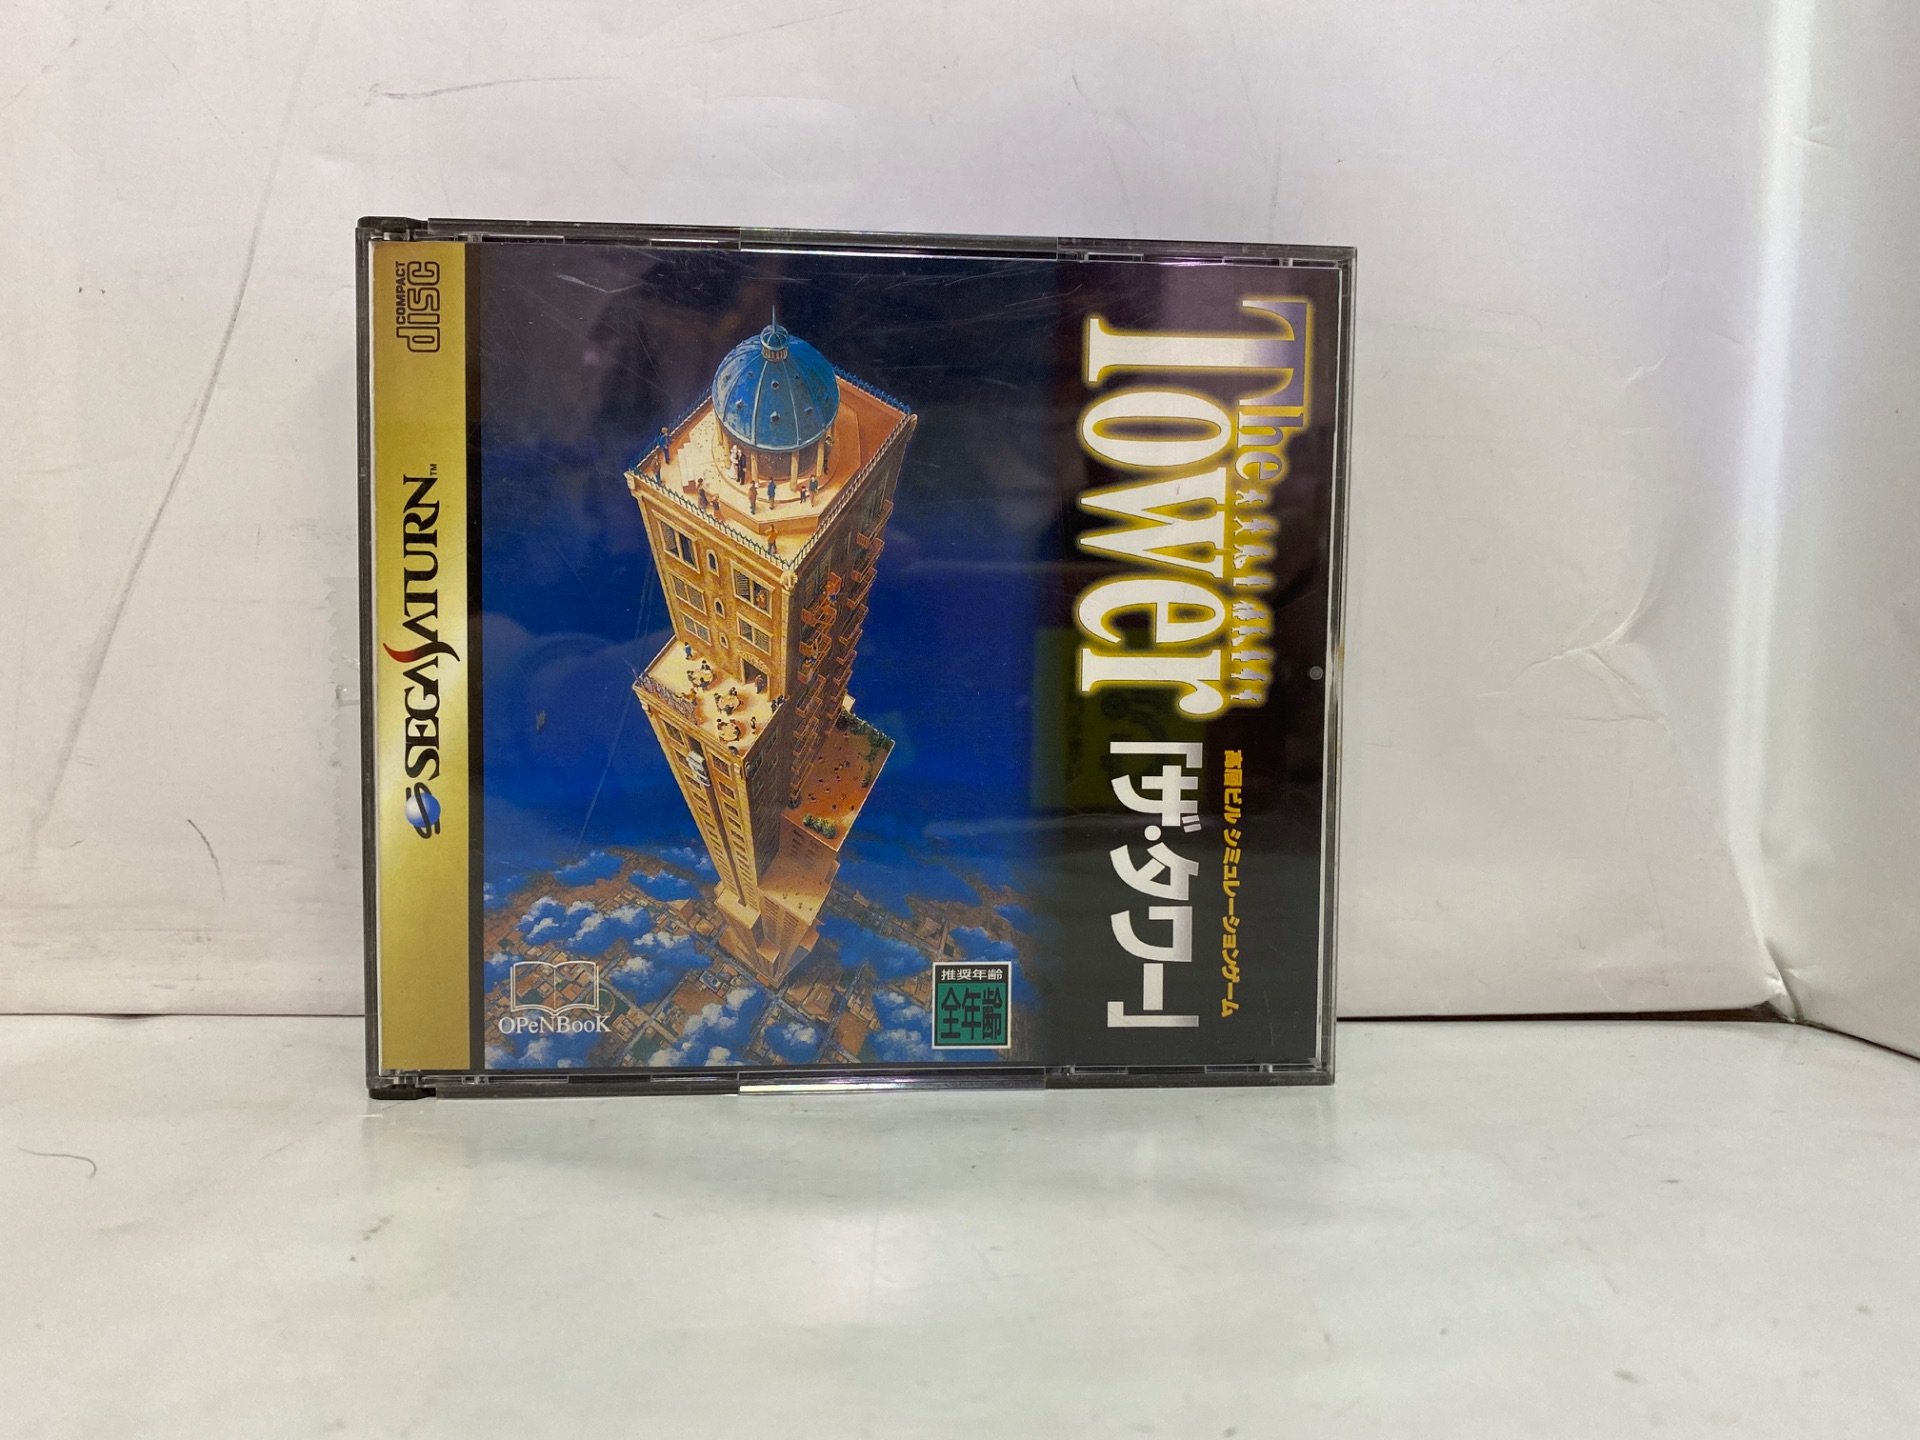 COMPACT
disc
SEGA SATURN™
The
Tower
高層ビルシミュレーションゲーム
「ザ・タワー」
OPeNBooK
推奨年齢
全年齢